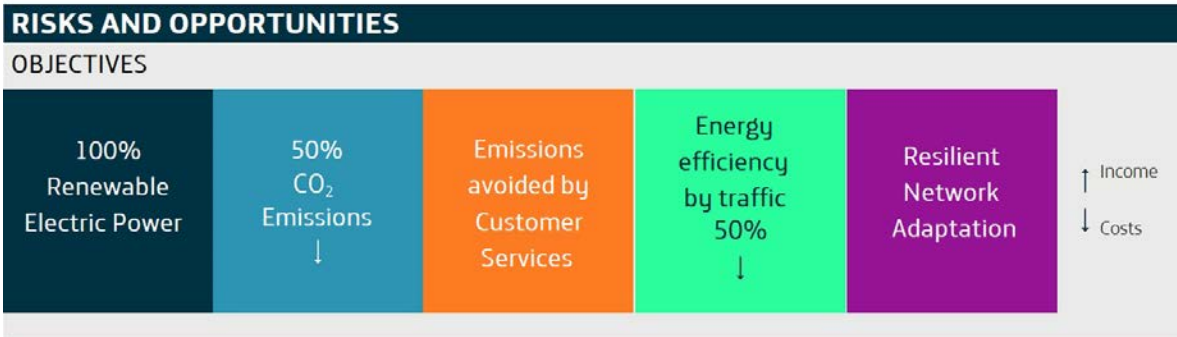 RISKS AND OPPORTUNITIES
OBJECTIVES
100%
Renewable
Electric Power
50%
CO₂
Emissions
↓
Emissions
avoided by
Customer
Services
Energy
efficiency
by traffic
50%
↓
Resilient
Network
Adaptation
↑ Income
↓ Costs